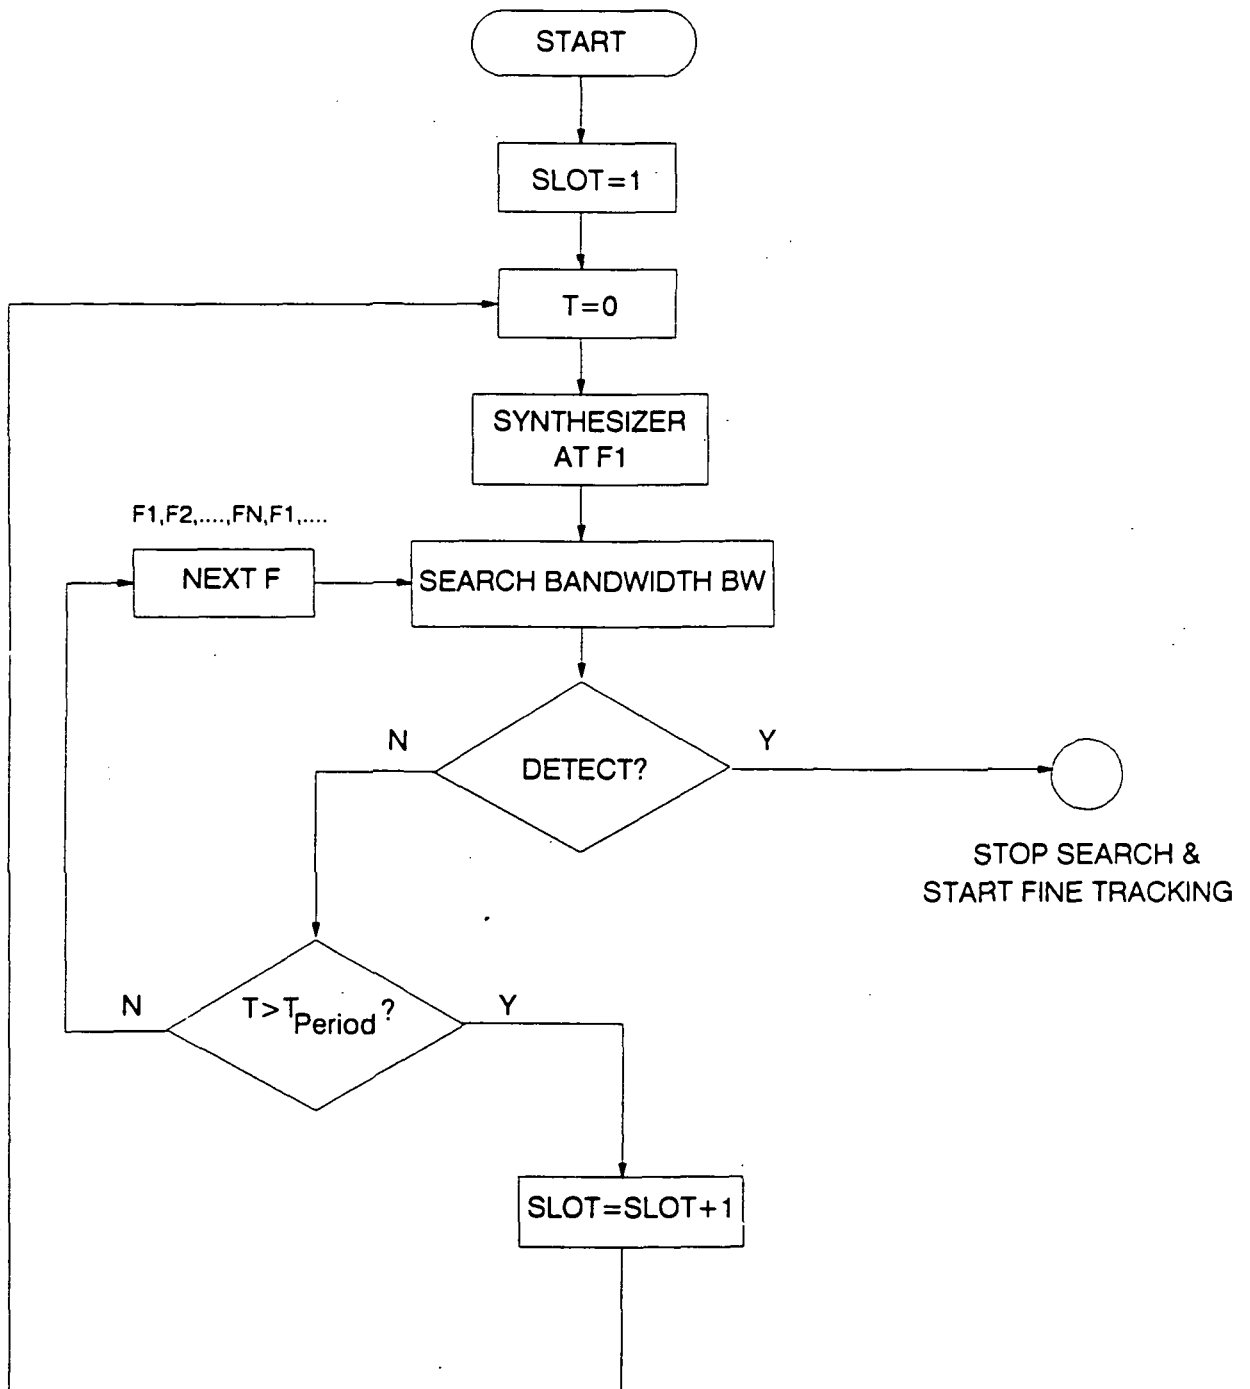 START
SLOT=1
T=0
SYNTHESIZER
AT F1
F1,F2,....,FN,F1,....
NEXT F
SEARCH BANDWIDTH BW
N
Y
DETECT?
STOP SEARCH &
START FINE TRACKING
N
T>TPeriod?
Y
SLOT=SLOT+1